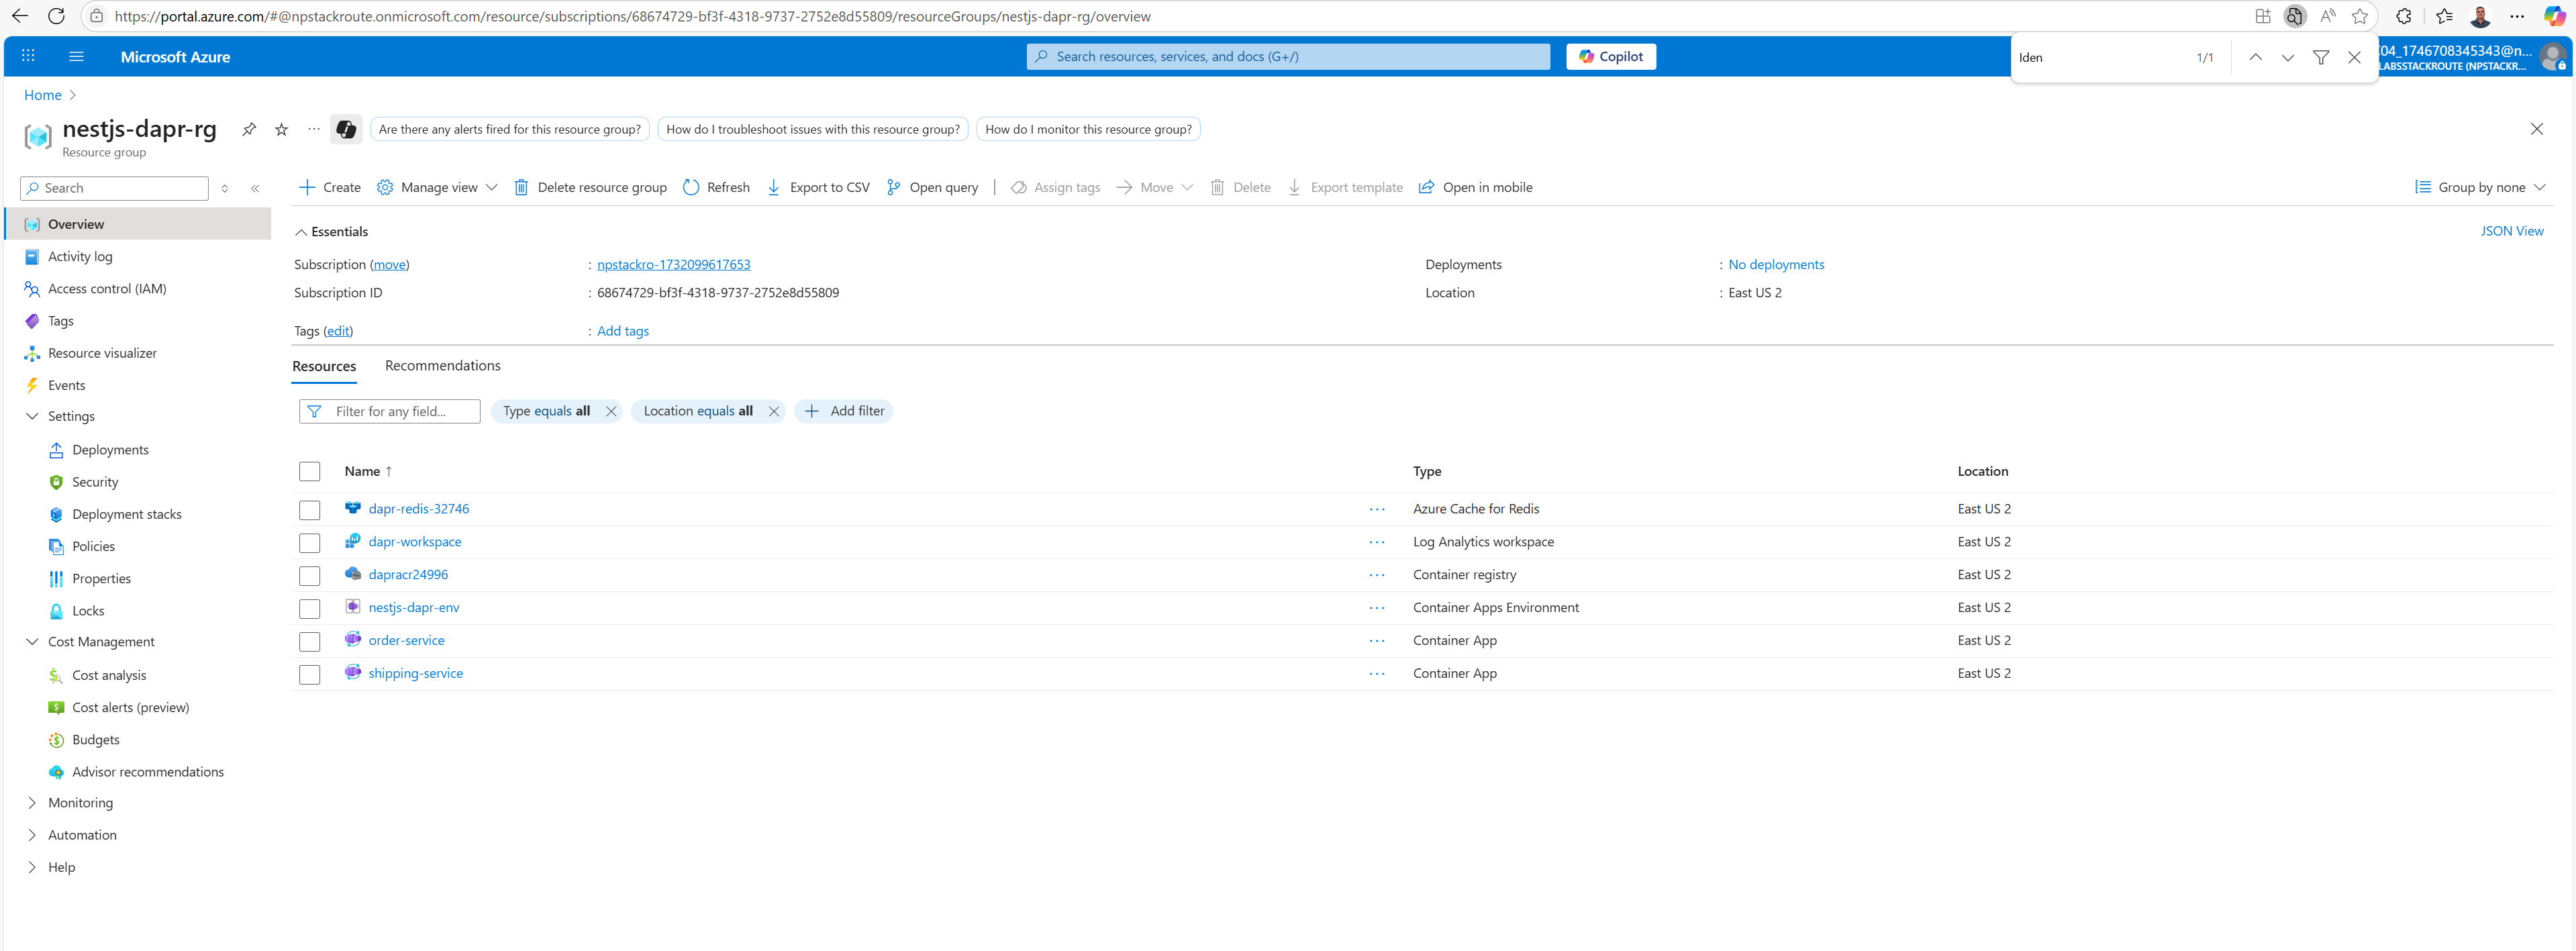 https://portal.azure.com/#@npstackroute.onmicrosoft.com/resource/subscriptions/68674729-bf3f-4318-9737-2752e8d55809/resourceGroups/nestjs-dapr-rg/overview
Microsoft Azure
Search resources, services, and docs (G+/)
Copilot
Iden
1/1
04_1746708345343@n...
LABSSTACKROUTE (NPSTACKR...
Home
nestjs-dapr-rg
Resource group
Are there any alerts fired for this resource group?
How do I troubleshoot issues with this resource group?
How do I monitor this resource group?
Search
Create
Manage view
Delete resource group
Refresh
Export to CSV
Open query
Assign tags
Move
Delete
Export template
Open in mobile
Group by none
Overview
Activity log
Access control (IAM)
Tags
Resource visualizer
Events
Settings
Deployments
Security
Deployment stacks
Policies
Properties
Locks
Cost Management
Cost analysis
Cost alerts (preview)
Budgets
Advisor recommendations
Monitoring
Automation
Help
Essentials
JSON View
Subscription (move) : npstackro-1732099617653
Deployments : No deployments
Subscription ID : 68674729-bf3f-4318-9737-2752e8d55809
Location : East US 2
Tags (edit) : Add tags
Resources Recommendations
Filter for any field...
Type equals all
Location equals all
Add filter
Name ↑ Type Location
dapr-redis-32746 ... Azure Cache for Redis East US 2
dapr-workspace ... Log Analytics workspace East US 2
dapracr24996 ... Container registry East US 2
nestjs-dapr-env ... Container Apps Environment East US 2
order-service ... Container App East US 2
shipping-service ... Container App East US 2